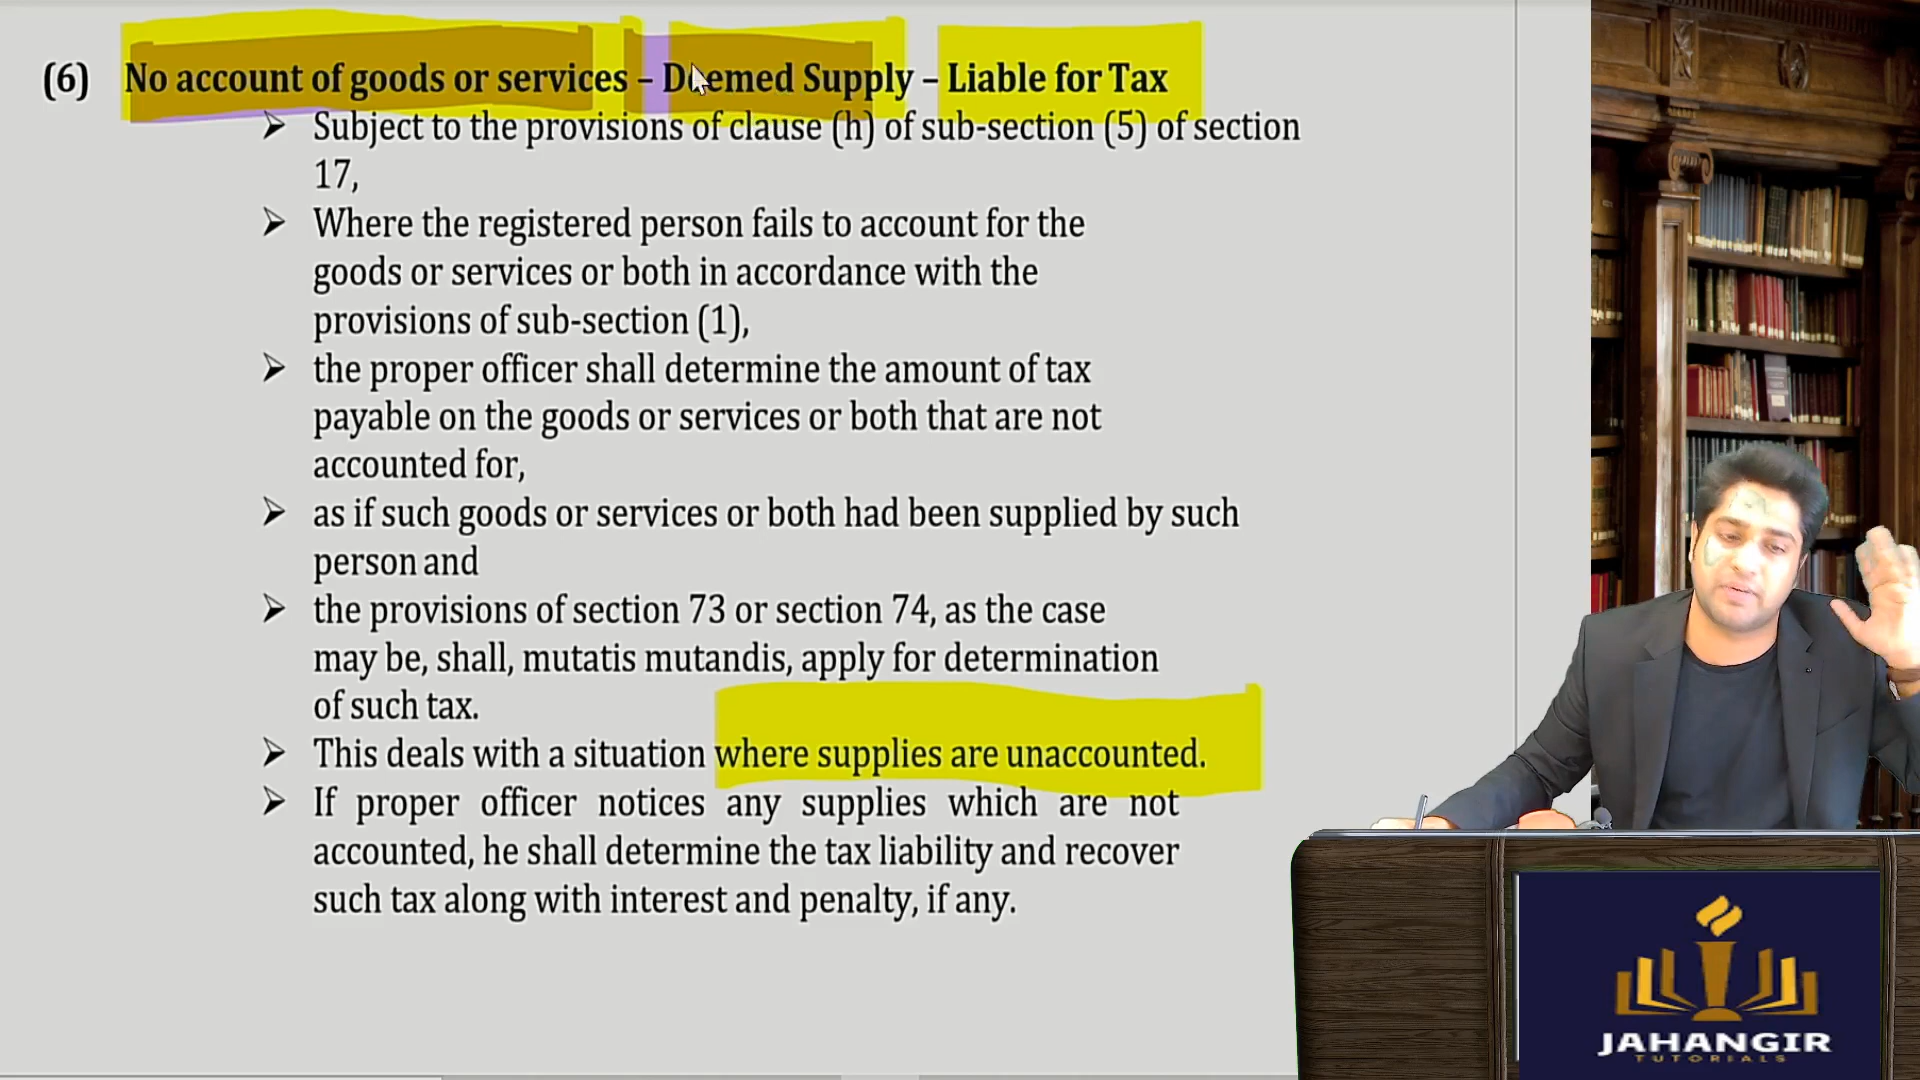 (6) No account of goods or services – Deemed Supply – Liable for Tax
➢ Subject to the provisions of clause (h) of sub-section (5) of section
17,
➢ Where the registered person fails to account for the
goods or services or both in accordance with the
provisions of sub-section (1),
➢ the proper officer shall determine the amount of tax
payable on the goods or services or both that are not
accounted for,
➢ as if such goods or services or both had been supplied by such
person and
➢ the provisions of section 73 or section 74, as the case
may be, shall, mutatis mutandis, apply for determination
of such tax.
➢ This deals with a situation where supplies are unaccounted.
➢ If proper officer notices any supplies which are not
accounted, he shall determine the tax liability and recover
such tax along with interest and penalty, if any.
JAHANGIR
TUTORIALS